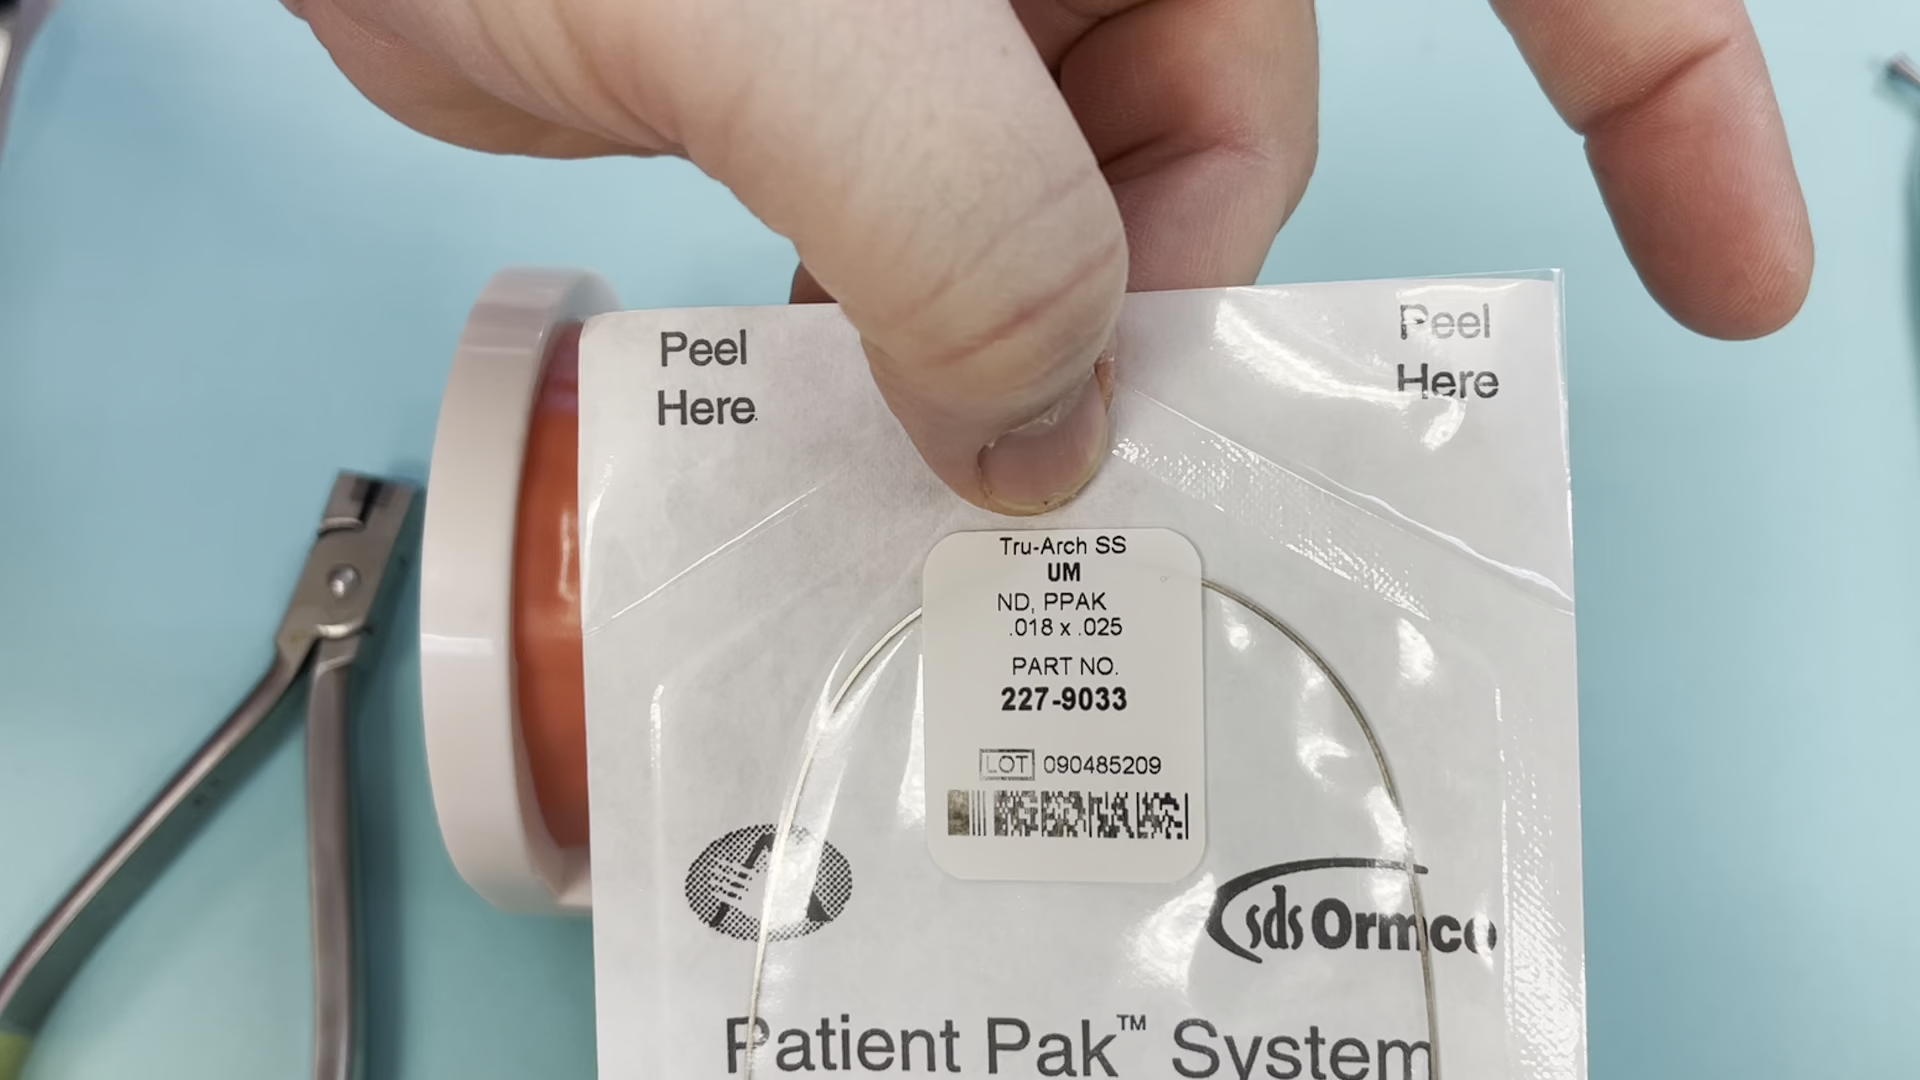 Peel
Here
Peel
Here
Tru-Arch SS
UM
ND, PPAK
.018 x .025
PART NO.
227-9033
LOT 090485209
sds Ormco
Patient Pak™ System